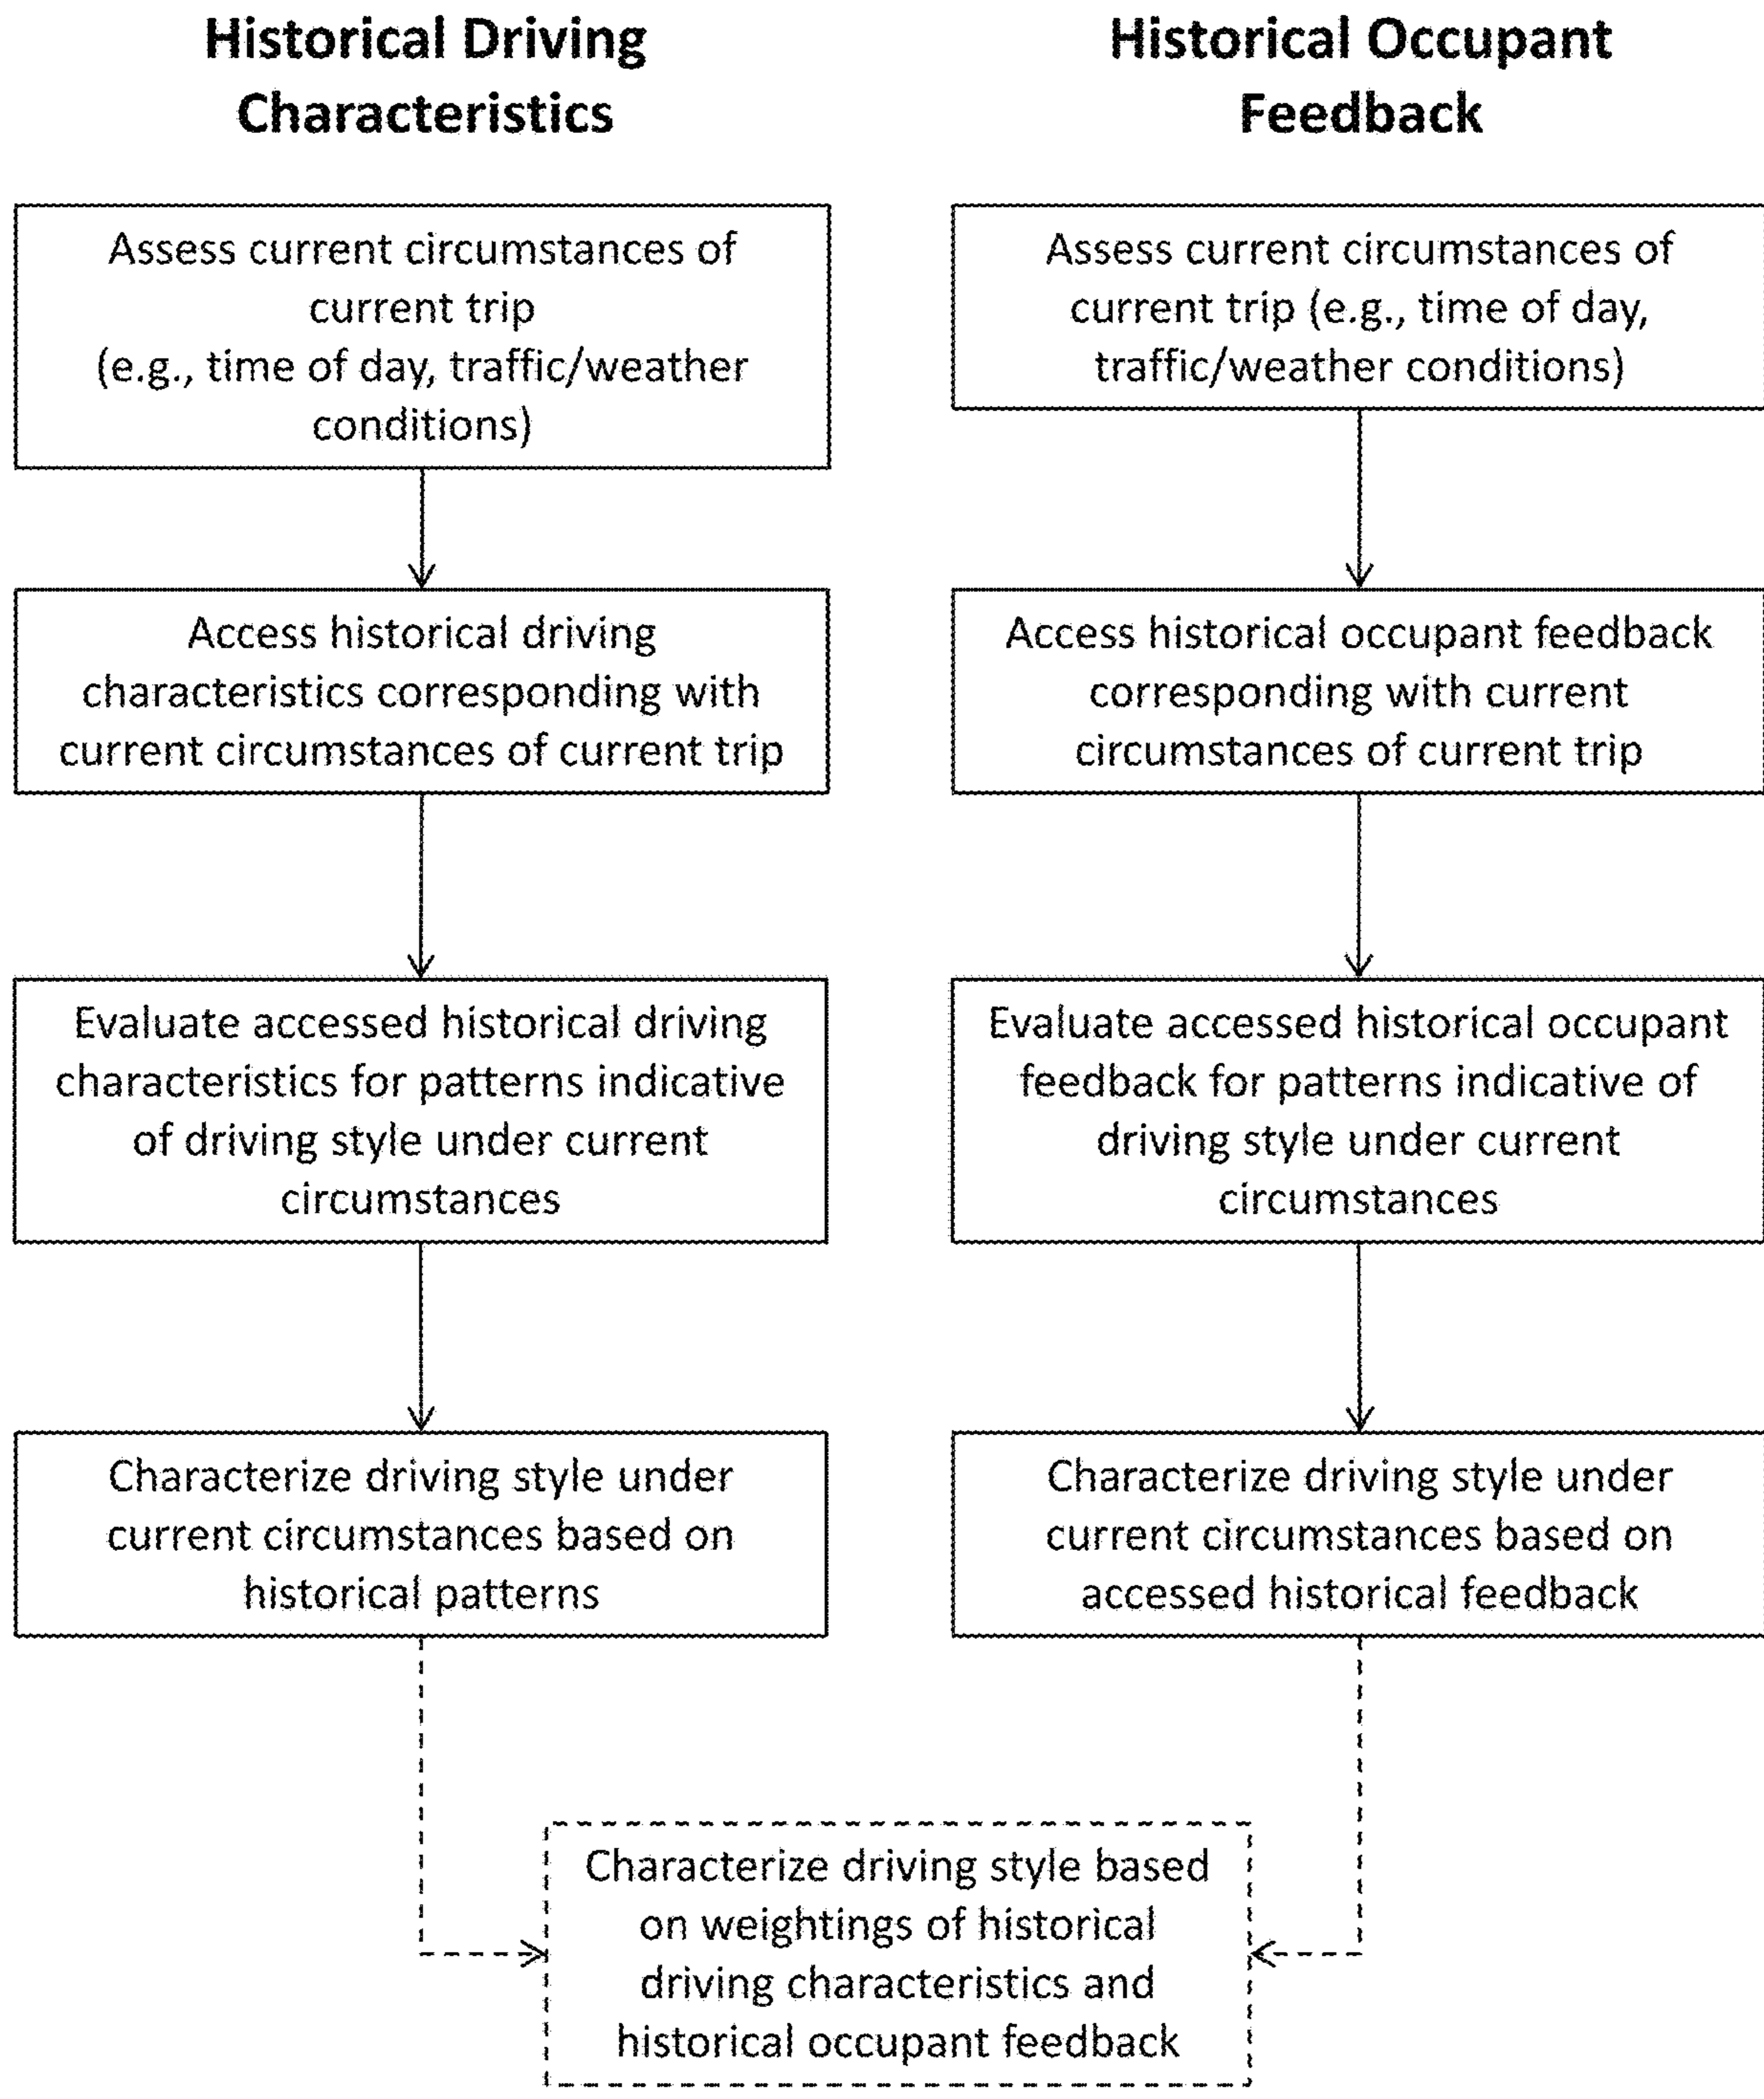 Historical Driving
Characteristics
Assess current circumstances of
current trip
(e.g., time of day, traffic/weather
conditions)
Access historical driving
characteristics corresponding with
current circumstances of current trip
Evaluate accessed historical driving
characteristics for patterns indicative
of driving style under current
circumstances
Characterize driving style under
current circumstances based on
historical patterns
Historical Occupant
Feedback
Assess current circumstances of
current trip (e.g., time of day,
traffic/weather conditions)
Access historical occupant feedback
corresponding with current
circumstances of current trip
Evaluate accessed historical occupant
feedback for patterns indicative of
driving style under current
circumstances
Characterize driving style under
current circumstances based on
accessed historical feedback
Characterize driving style based
on weightings of historical
driving characteristics and
historical occupant feedback